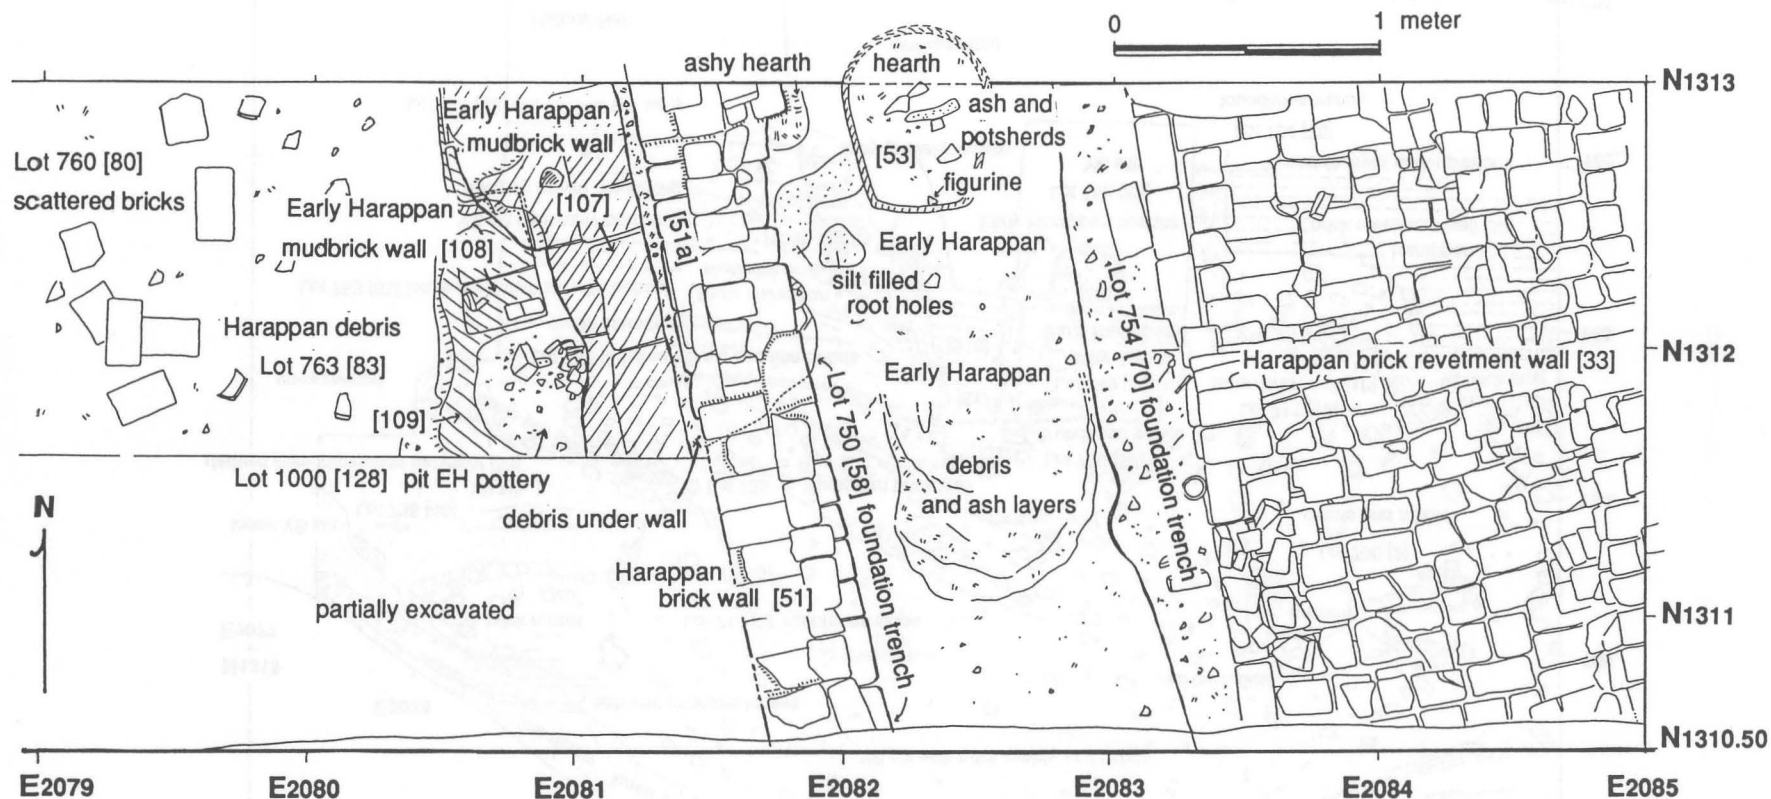 0 1 meter
ashy hearth
hearth
N1313
Early Harappan
mudbrick wall
ash and
potsherds
[53]
figurine
Lot 760 [80]
scattered bricks
Early Harappan
mudbrick wall [108]
[107]
[51a]
Early Harappan
silt filled
root holes
Harappan debris
Lot 763 [83]
Lot 754 [70] foundation trench
Harappan brick revetment wall [33]
N1312
Early Harappan
[109]
Lot 750 [58] foundation trench
debris
and ash layers
Lot 1000 [128] pit EH pottery
debris under wall
N
Harappan
brick wall [51]
partially excavated
N1311
N1310.50
E2079 E2080 E2081 E2082 E2083 E2084 E2085